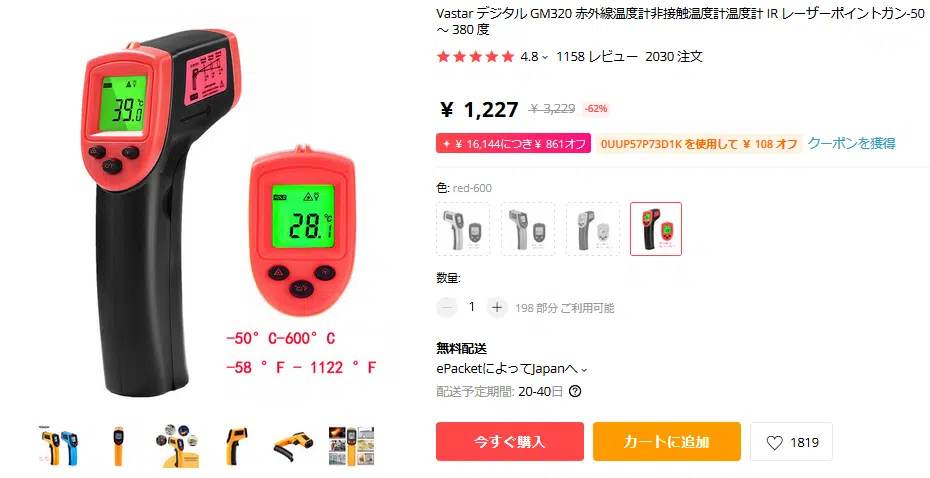 Vastar デジタル GM320 赤外線温度計非接触温度計温度計 IR レーザーポイントガン-50
～ 380 度
4.8
1158 レビュー
2030 注文
¥ 1,227
¥ 3,229
-62%
¥ 16,144につき¥ 861オフ
0UUP57P73D1K を使用して ¥ 108 オフ
クーポンを獲得
色: red-600
数量:
1
198 部分 ご利用可能
無料配送
ePacketによってJapanへ
配送予定期間: 20-40日
今すぐ購入
カートに追加
1819
39.0
℃
HOLD
28.1
℃
-50°C-600°C
-58 °F - 1122 °F